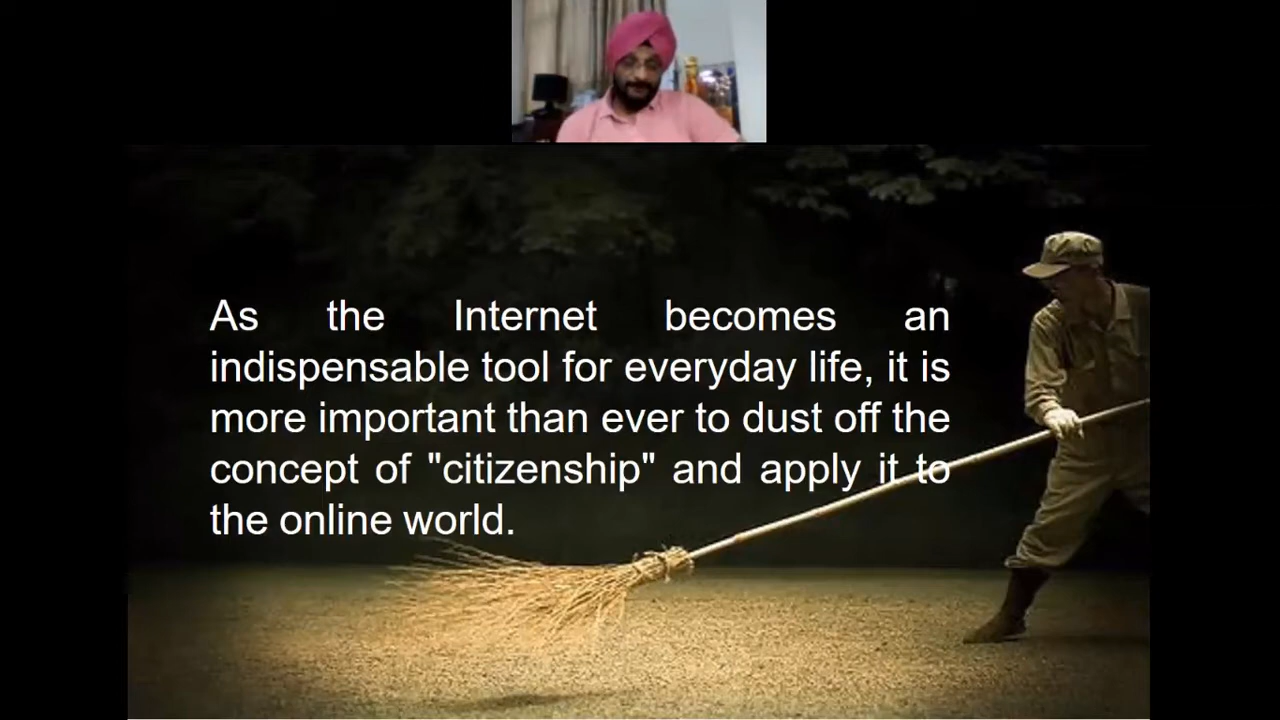 As the Internet becomes an
indispensable tool for everyday life, it is
more important than ever to dust off the
concept of "citizenship" and apply it to
the online world.